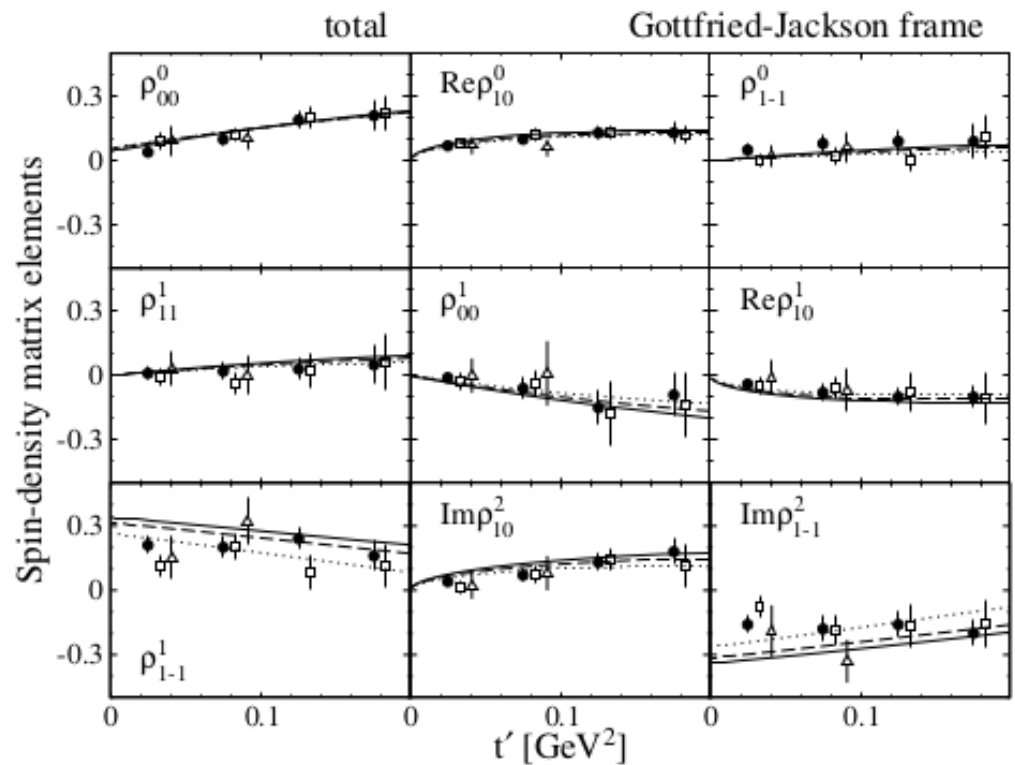 total Gottfried-Jackson frame
Spin-density matrix elements
ρ⁰₀₀ Reρ⁰₁₀ ρ⁰₁₋₁
0.3
0
-0.3
ρ¹₁₁ ρ¹₀₀ Reρ¹₁₀
0.3
0
-0.3
Imρ²₁₀ Imρ²₁₋₁
0.3
0
-0.3
ρ¹₁₋₁
0 0.1 0 0.1 0 0.1
t′ [GeV²]